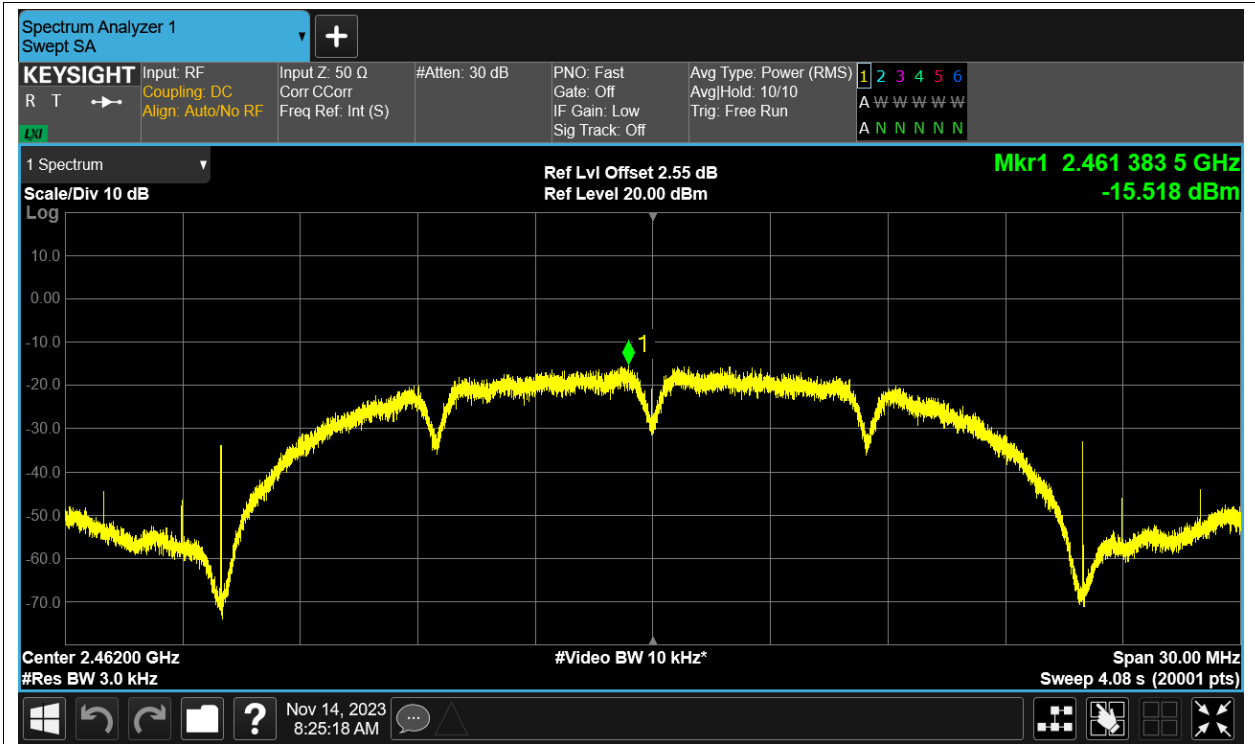 Spectrum Analyzer 1
Swept SA
KEYSIGHT
R T
LXI
Input: RF
Coupling: DC
Align: Auto/No RF
Input Z: 50 Ω
Corr CCorr
Freq Ref: Int (S)
#Atten: 30 dB
PNO: Fast
Gate: Off
IF Gain: Low
Sig Track: Off
Avg Type: Power (RMS)
Avg|Hold: 10/10
Trig: Free Run
1 2 3 4 5 6
A W W W W W
A N N N N N
1 Spectrum
Scale/Div 10 dB
Log
Ref Lvl Offset 2.55 dB
Ref Level 20.00 dBm
Mkr1 2.461 383 5 GHz
-15.518 dBm
10.0
0.00
-10.0
-20.0
-30.0
-40.0
-50.0
-60.0
-70.0
1
Center 2.46200 GHz
#Res BW 3.0 kHz
#Video BW 10 kHz*
Span 30.00 MHz
Sweep 4.08 s (20001 pts)
?
Nov 14, 2023
8:25:18 AM